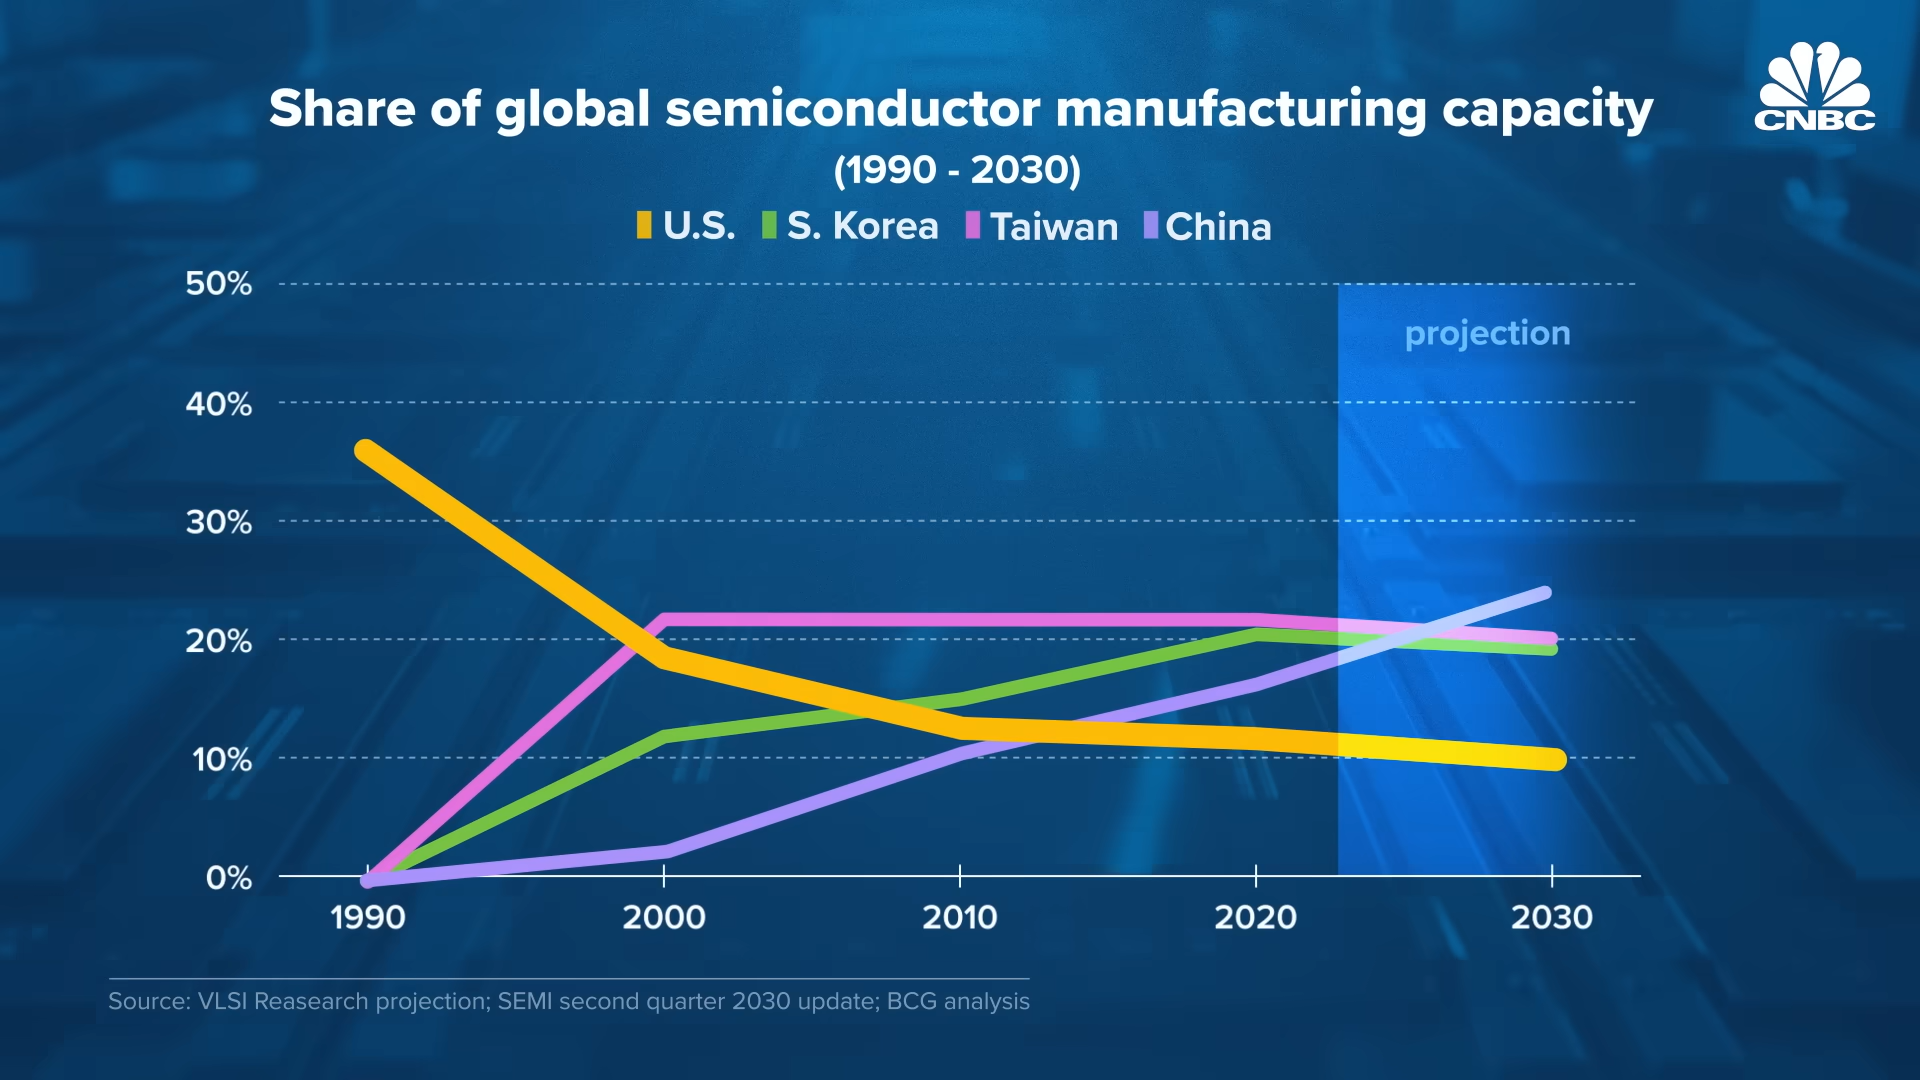 CNBC
Share of global semiconductor manufacturing capacity
(1990 - 2030)
U.S. S. Korea Taiwan China
50%
projection
40%
30%
20%
10%
0%
1990 2000 2010 2020 2030
Source: VLSI Reasearch projection; SEMI second quarter 2030 update; BCG analysis